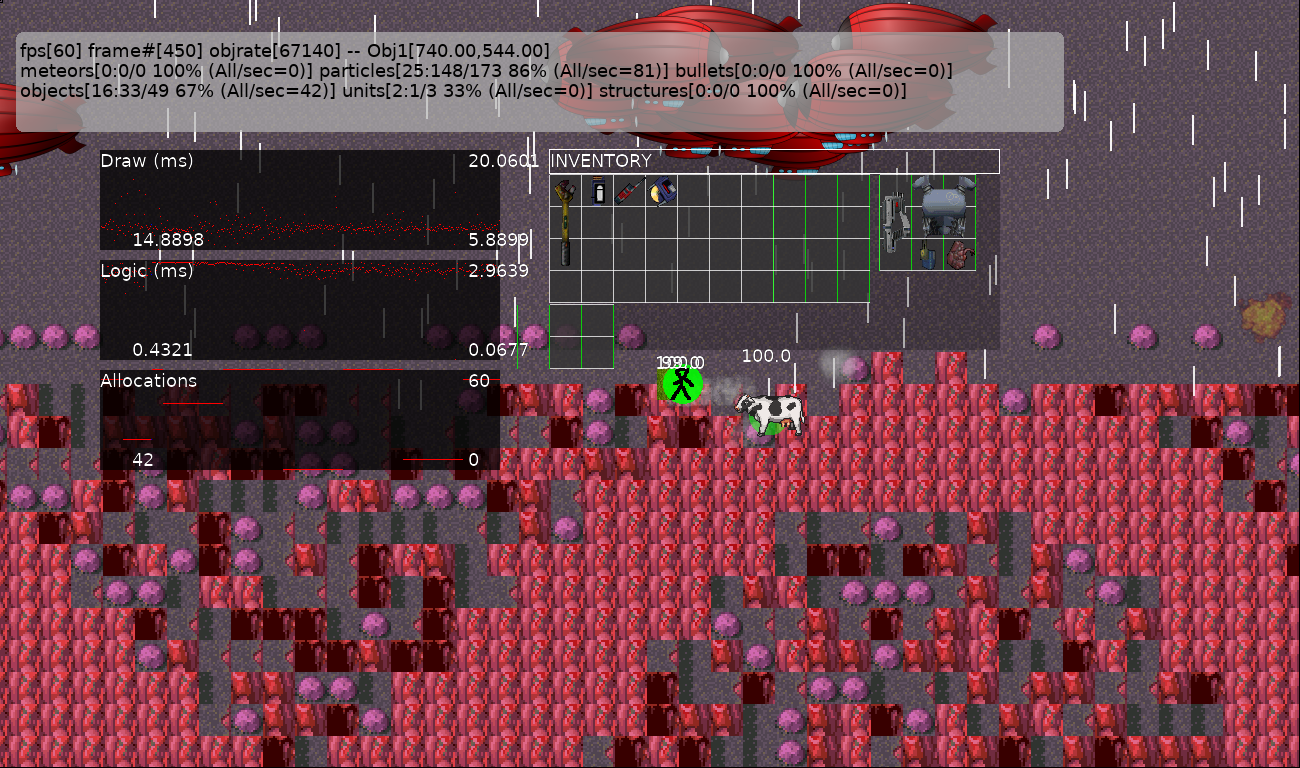 fps[60] frame#[450] objrate[67140] -- Obj1[740.00,544.00]
meteors[0:0/0 100% (All/sec=0)] particles[25:148/173 86% (All/sec=81)] bullets[0:0/0 100% (All/sec=0)]
objects[16:33/49 67% (All/sec=42)] units[2:1/3 33% (All/sec=0)] structures[0:0/0 100% (All/sec=0)]
Draw (ms) 20.0601
14.8898 5.8899
Logic (ms) 2.9639
0.4321 0.0677
Allocations 60
42 0
INVENTORY
100.0